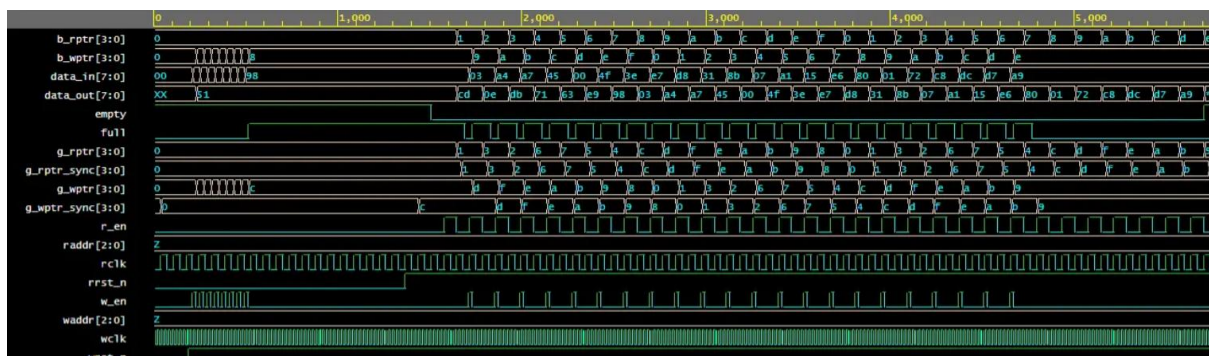 0 1,000 2,000 3,000 4,000 5,000
b_rptr[3:0] 0 1 2 3 4 5 6 7 8 9 a b c d e f 0 1 2 3 4 5 6 7 8 9 a b c d
b_wptr[3:0] 0 8 9 a b c d e f 0 1 2 3 4 5 6 7 8 9 a b c d e
data_in[7:0] 00 98 03 a4 a7 45 00 4f 3e e7 d8 31 8b 07 a1 15 e6 80 01 72 c8 dc d7 a9
data_out[7:0] XX 51 cd 0e db 71 63 e9 98 03 a4 a7 45 00 4f 3e e7 d8 31 8b 07 a1 15 e6 80 01 72 c8 dc d7 a9
empty
full
g_rptr[3:0] 0 1 3 2 6 7 5 4 c d f e a b 9 8 0 1 3 2 6 7 5 4 c d f e a b 9
g_rptr_sync[3:0] 0 1 3 2 6 7 5 4 c d f e a b 9 8 0 1 3 2 6 7 5 4 c d f e a b
g_wptr[3:0] 0 c d f e a b 9 8 0 1 3 2 6 7 5 4 c d f e a b 9
g_wptr_sync[3:0] 0 c d f e a b 9 8 0 1 3 2 6 7 5 4 c d f e a b 9
r_en
raddr[2:0] Z
rclk
rrst_n
w_en
waddr[2:0] Z
wclk